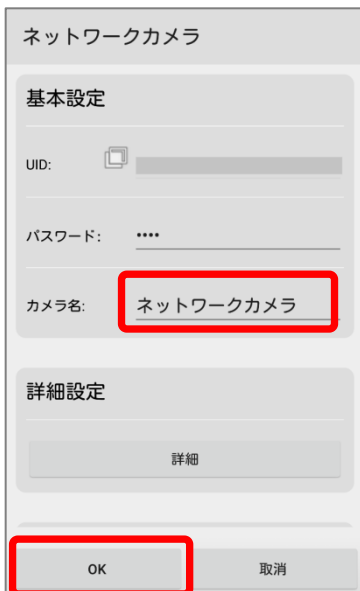 ネットワークカメラ
基本設定
UID:
パスワード: ••••
カメラ名: ネットワークカメラ
詳細設定
詳細
OK 取消